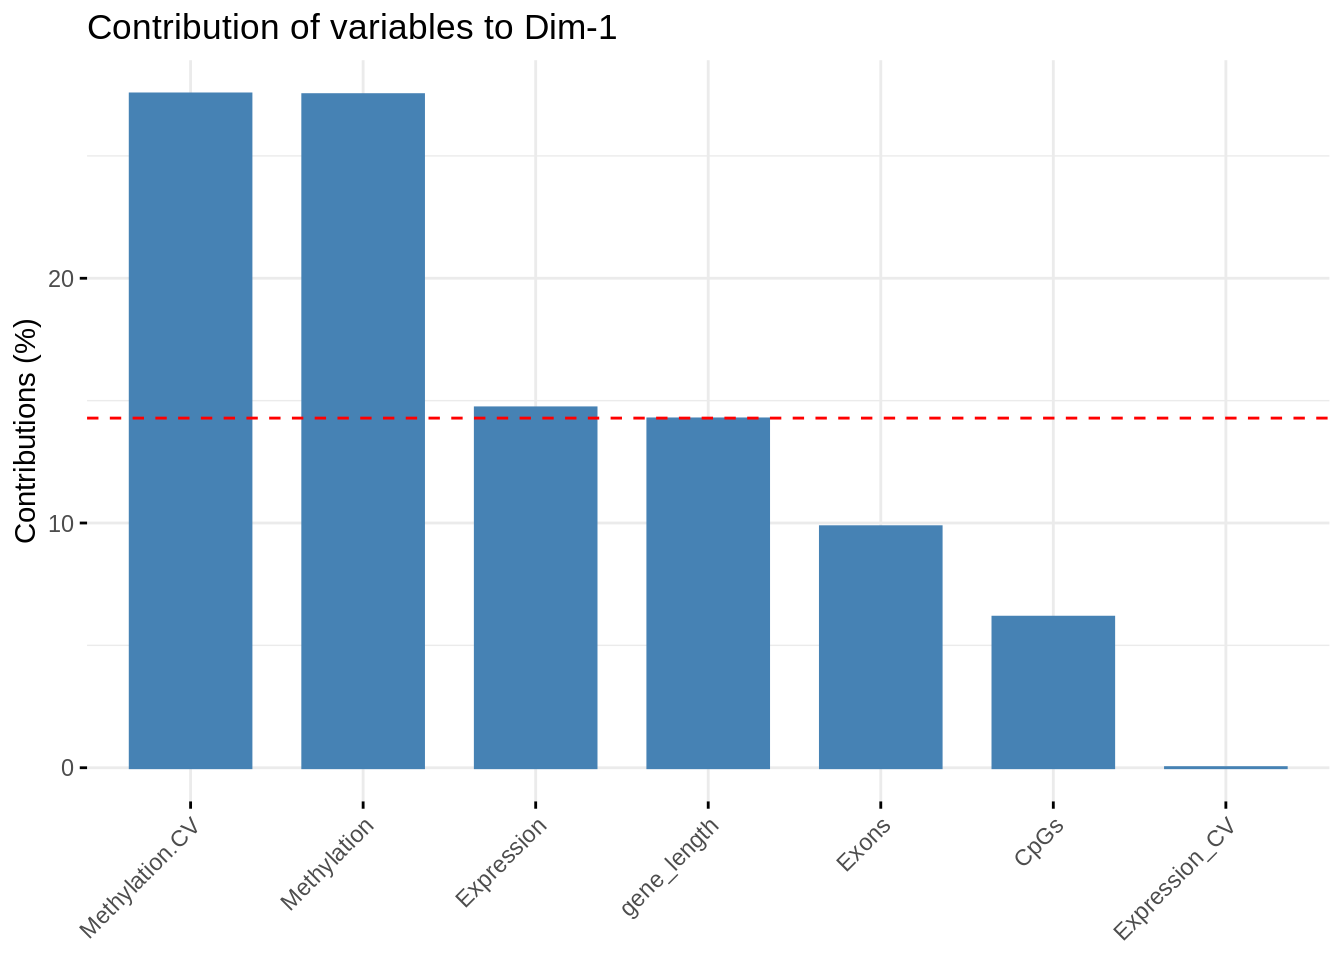 Contribution of variables to Dim-1
Contributions (%)
20
10
0
Methylation.CV
Methylation
Expression
gene_length
Exons
CpGs
Expression_CV